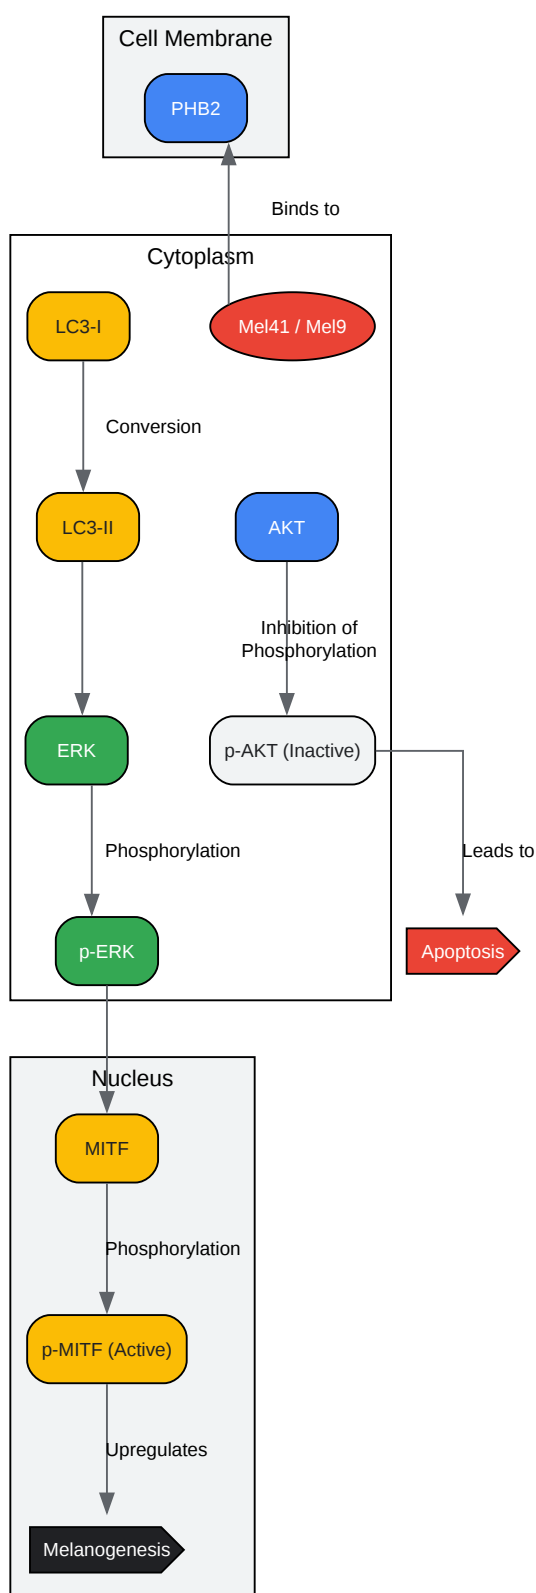 Cell Membrane
PHB2
Binds to
Cytoplasm
LC3-I
Mel41 / Mel9
Conversion
LC3-II
AKT
Inhibition of
Phosphorylation
ERK
p-AKT (Inactive)
Phosphorylation
Leads to
p-ERK
Apoptosis
Nucleus
MITF
Phosphorylation
p-MITF (Active)
Upregulates
Melanogenesis